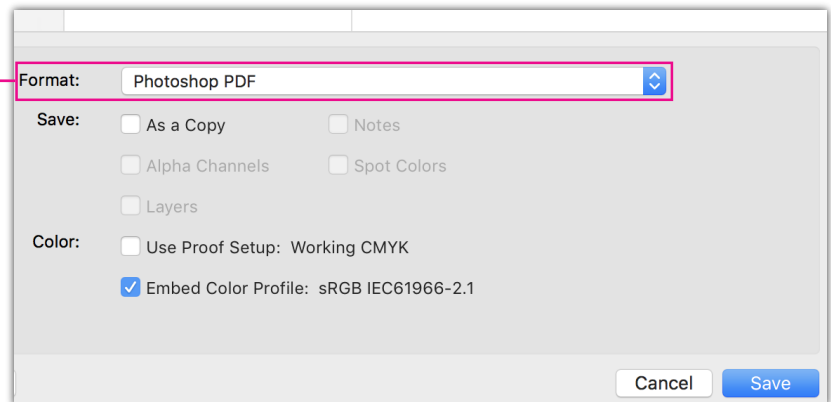 Format: Photoshop PDF
Save: As a Copy Notes
Alpha Channels Spot Colors
Layers
Color: Use Proof Setup: Working CMYK
Embed Color Profile: sRGB IEC61966-2.1
Cancel Save